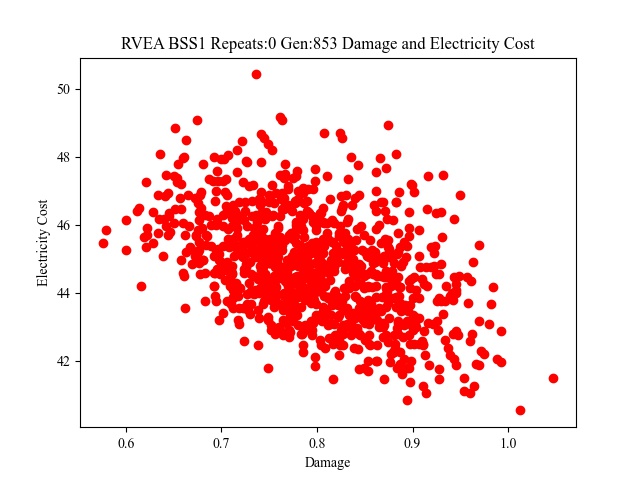 RVEA BSS1 Repeats:0 Gen:853 Damage and Electricity Cost
50
48
46
44
42
Electricity Cost
0.6 0.7 0.8 0.9 1.0
Damage